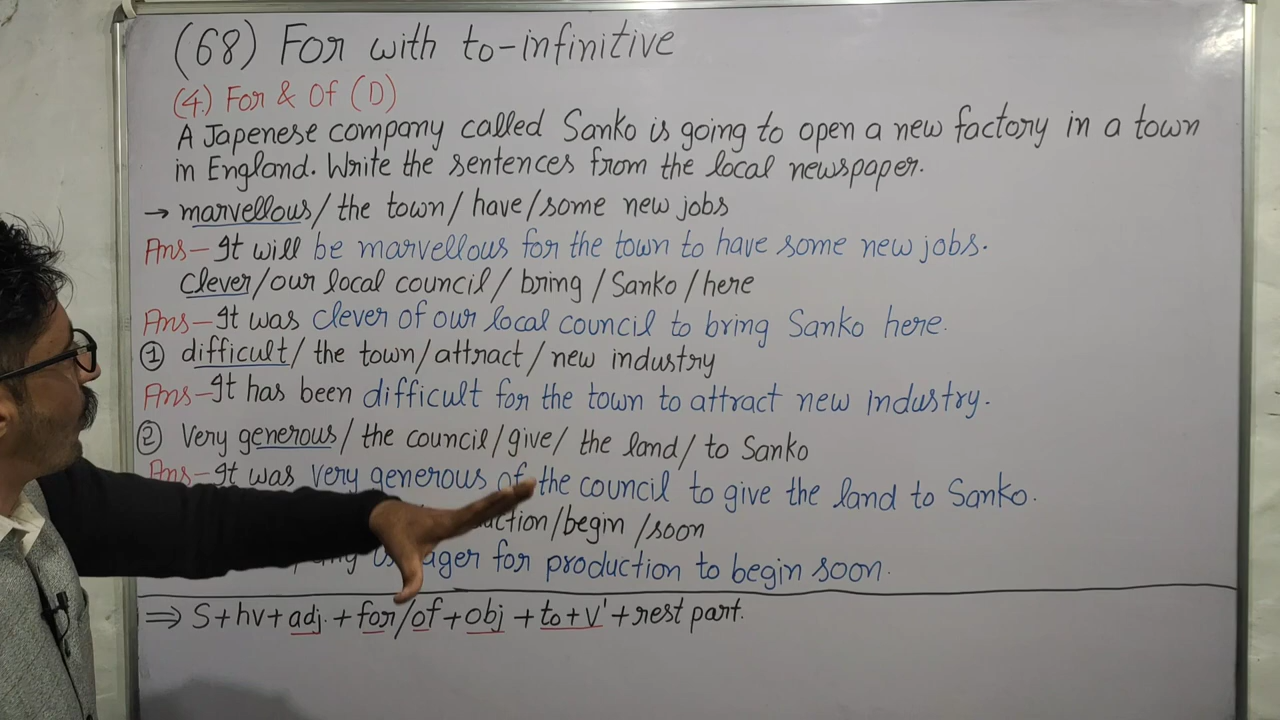 (68) For with to-infinitive
(4.) For & Of (D)
A Japenese company called Sanko is going to open a new factory in a town
in England. Write the sentences from the local newspaper.
→ marvellous/ the town/ have/some new jobs
Ans- It will be marvellous for the town to have some new jobs.
Clever/our local council/ bring / Sanko / here
Ans- It was clever of our local council to bring Sanko here.
① difficult/ the town/attract/new industry
Ans- It has been difficult for the town to attract new industry.
② Very generous/ the council/give/ the land/ to Sanko
Ans- It was very generous of the council to give the land to Sanko.
/begin /soon
for production to begin soon.
⇒ S+hv+adj.+for/of+obj+to+V'+rest part.